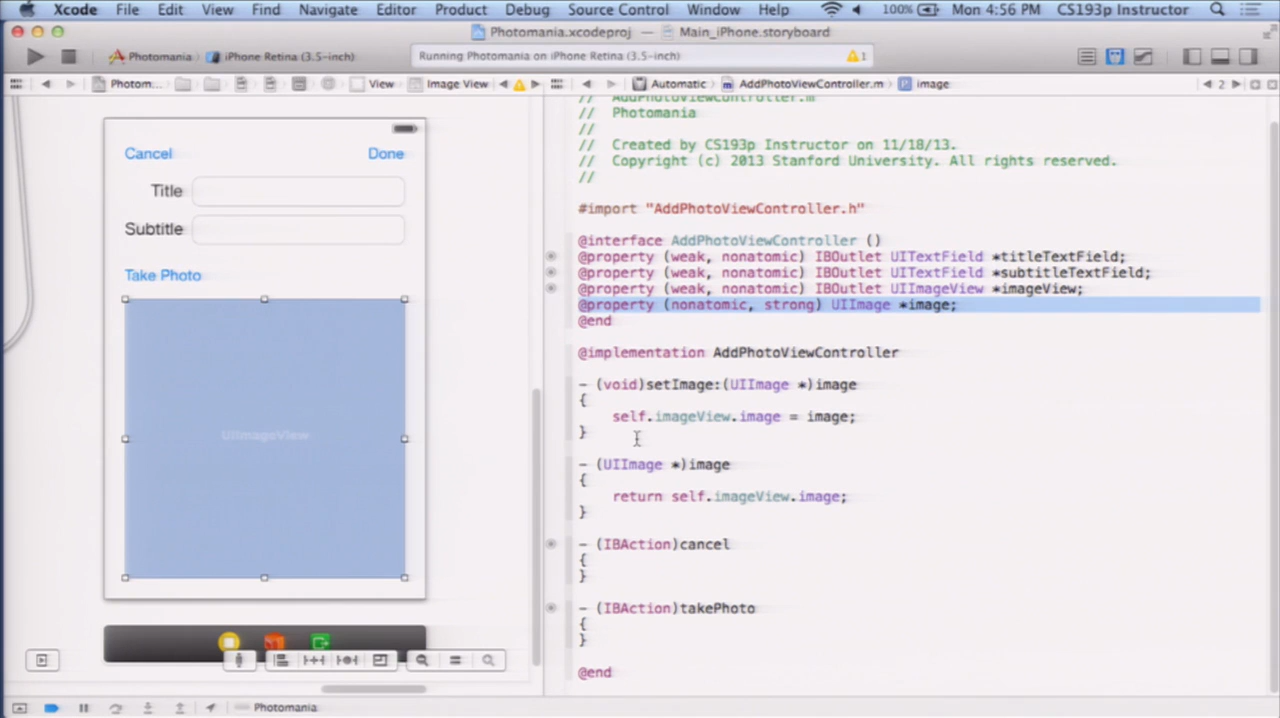 Xcode File Edit View Find Navigate Editor Product Debug Source Control Window Help 100% Mon 4:56 PM CS193p Instructor
Photomania.xcodeproj — Main_iPhone.storyboard
Photomania iPhone Retina (3.5-inch) Running Photomania on iPhone Retina (3.5-inch) 1
Photom... View Image View Automatic AddPhotoViewController.m image 2
// AddPhotoViewController.m
// Photomania
//
// Created by CS193p Instructor on 11/18/13.
// Copyright (c) 2013 Stanford University. All rights reserved.
//
#import "AddPhotoViewController.h"
@interface AddPhotoViewController ()
@property (weak, nonatomic) IBOutlet UITextField *titleTextField;
@property (weak, nonatomic) IBOutlet UITextField *subtitleTextField;
@property (weak, nonatomic) IBOutlet UIImageView *imageView;
@property (nonatomic, strong) UIImage *image;
@end
@implementation AddPhotoViewController
- (void)setImage:(UIImage *)image
{
self.imageView.image = image;
}
- (UIImage *)image
{
return self.imageView.image;
}
- (IBAction)cancel
{
}
- (IBAction)takePhoto
{
}
@end
Cancel Done
Title
Subtitle
Take Photo
UIImageView
Photomania